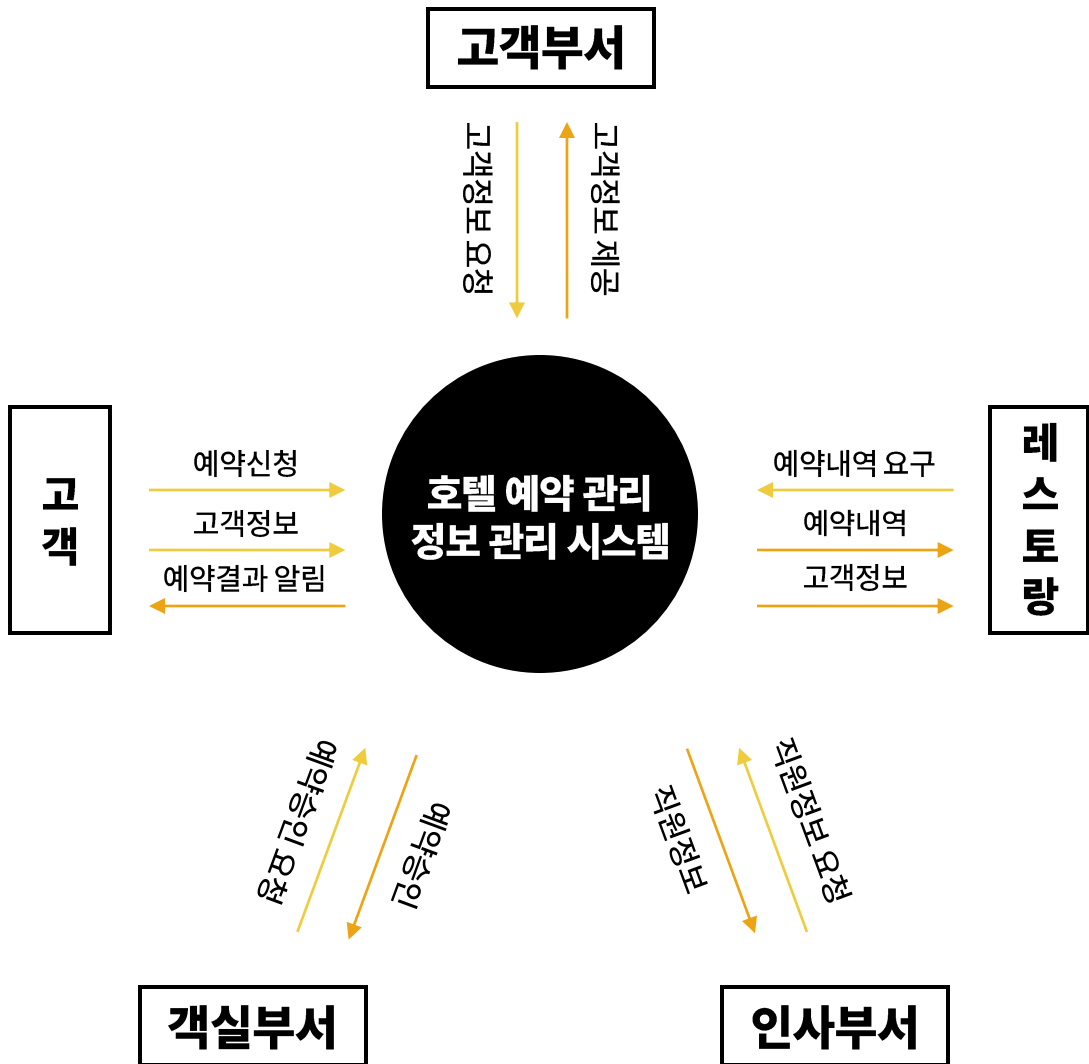 고객부서
고객정보 요청
고객정보 제공
고객
예약신청
고객정보
예약결과 알림
호텔 예약 관리
정보 관리 시스템
예약내역 요구
예약내역
고객정보
레스토랑
예약승인 요청
예약승인
직원정보
직원정보 요청
객실부서
인사부서